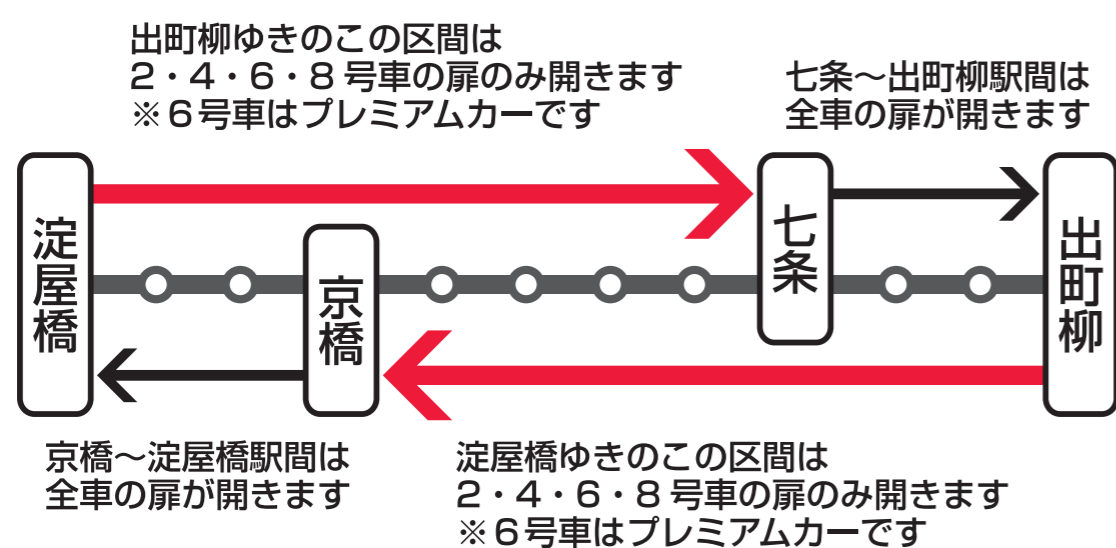 出町柳ゆきのこの区間は
2・4・6・8号車の扉のみ開きます
※6号車はプレミアムカーです
七条～出町柳駅間は
全車の扉が開きます
淀屋橋
京橋
七条
出町柳
京橋～淀屋橋駅間は
全車の扉が開きます
淀屋橋ゆきのこの区間は
2・4・6・8号車の扉のみ開きます
※6号車はプレミアムカーです